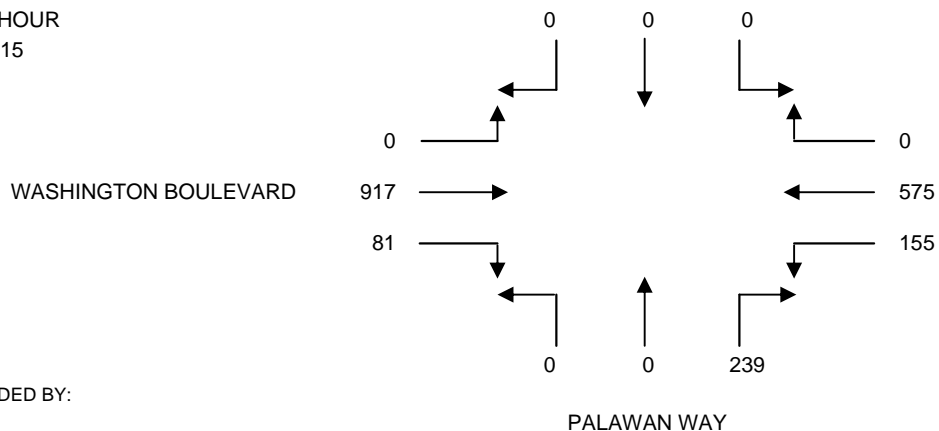 HOUR
15
0 0 0
0 0
WASHINGTON BOULEVARD 917 575
81 155
0 0 239
DED BY:
PALAWAN WAY